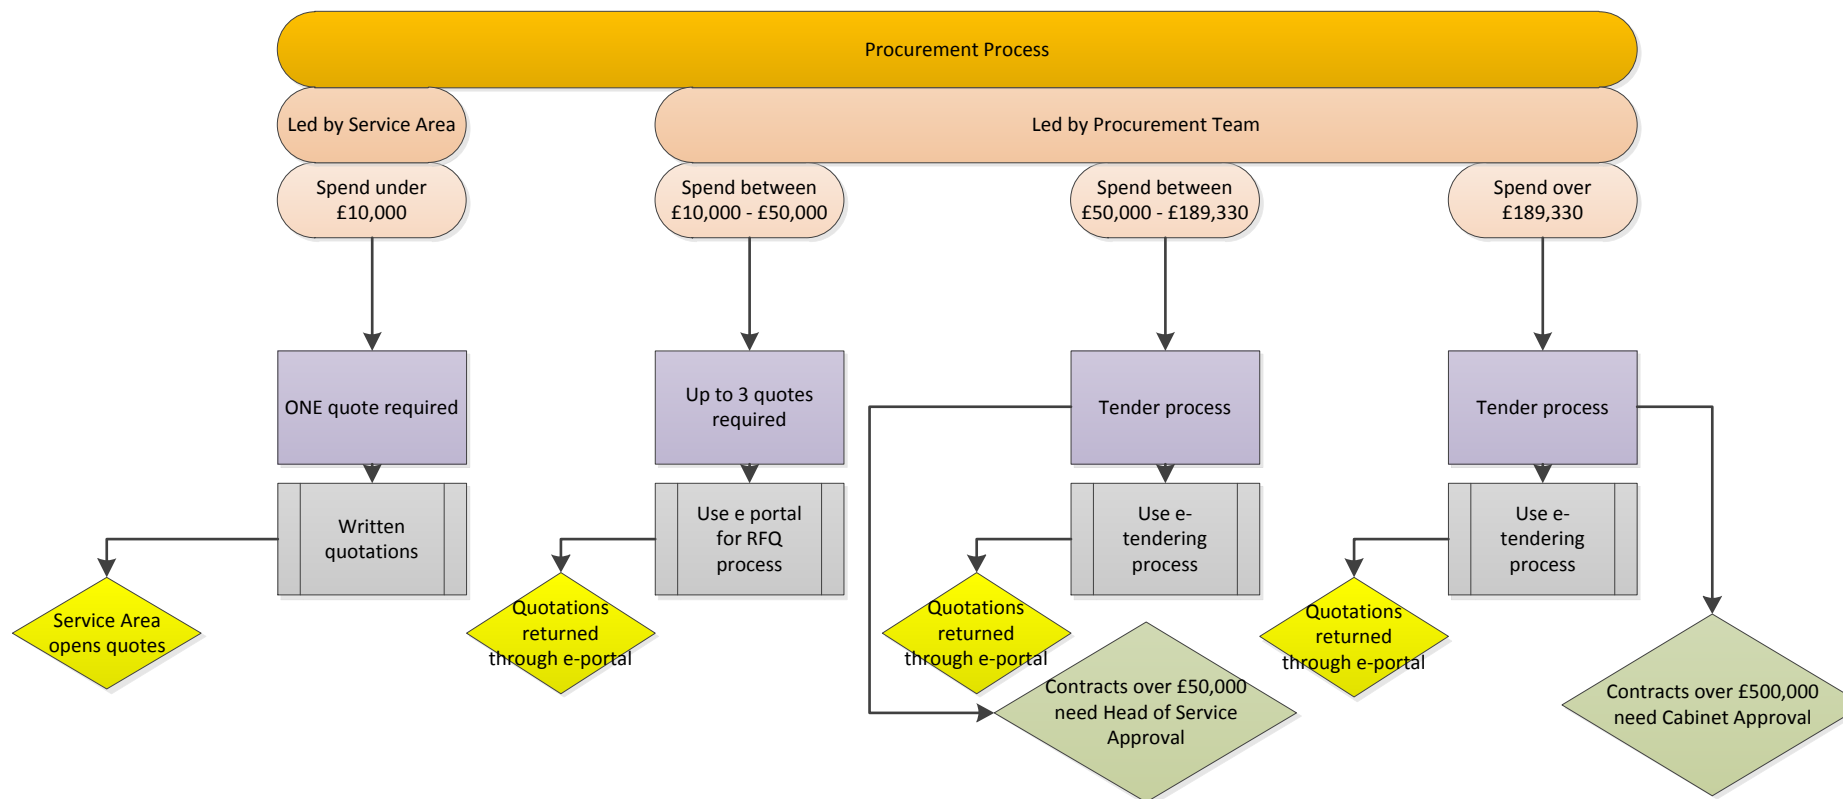 Procurement Process
Led by Service Area
Led by Procurement Team
Spend under
£10,000
Spend between
£10,000 - £50,000
Spend between
£50,000 - £189,330
Spend over
£189,330
ONE quote required
Up to 3 quotes
required
Tender process
Tender process
Written
quotations
Use e portal
for RFQ
process
Use e-
tendering
process
Use e-
tendering
process
Service Area
opens quotes
Quotations
returned
through e-portal
Quotations
returned
through e-portal
Quotations
returned
through e-portal
Contracts over £50,000
need Head of Service
Approval
Contracts over £500,000
need Cabinet Approval